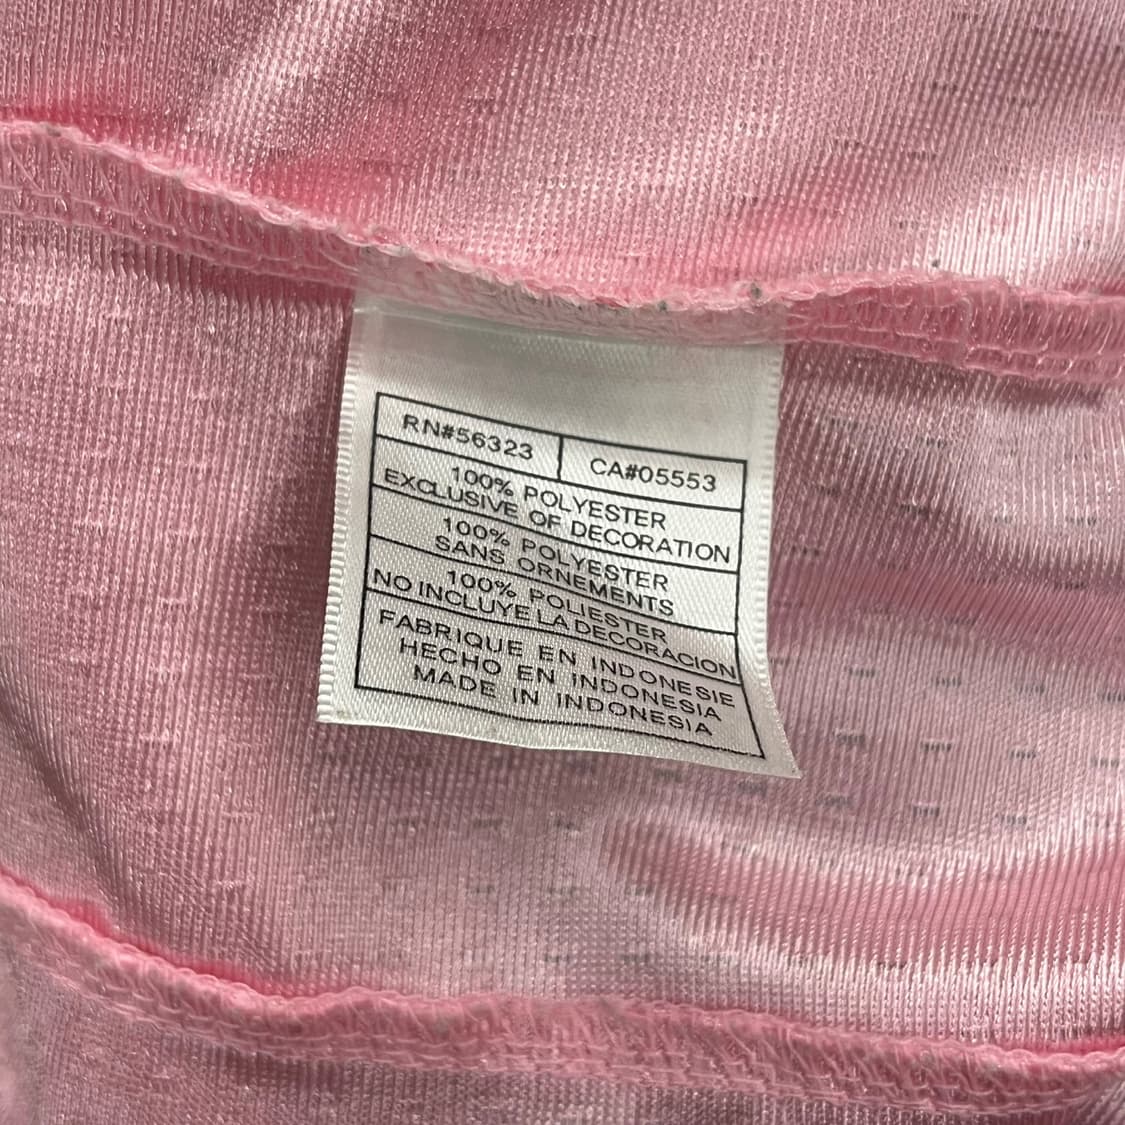 RN#56323
CA#05553
100% POLYESTER
EXCLUSIVE OF DECORATION
100% POLYESTER
SANS ORNEMENTS
100% POLIESTER
NO INCLUYE LA DECORACION
FABRIQUE EN INDONESIE
HECHO EN INDONESIA
MADE IN INDONESIA